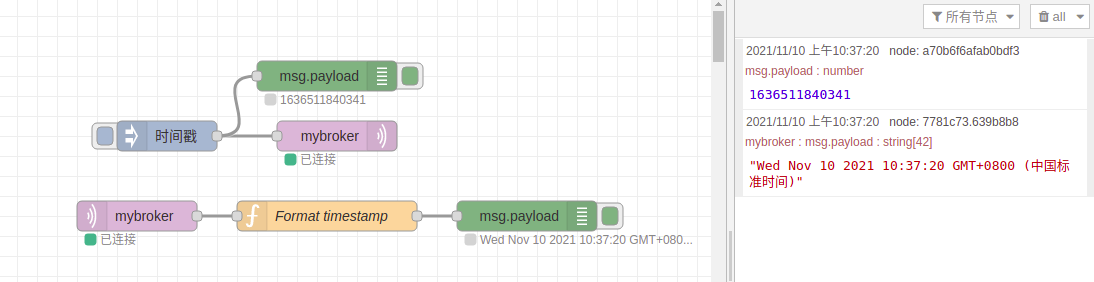 msg.payload
1636511840341
时间戳
mybroker
已连接
mybroker
已连接
Format timestamp
msg.payload
Wed Nov 10 2021 10:37:20 GMT+080...
所有节点
all
2021/11/10 上午10:37:20 node: a70b6f6afab0bdf3
msg.payload : number
1636511840341
2021/11/10 上午10:37:20 node: 7781c73.639b8b8
mybroker : msg.payload : string[42]
"Wed Nov 10 2021 10:37:20 GMT+0800 (中国标
准时间)"